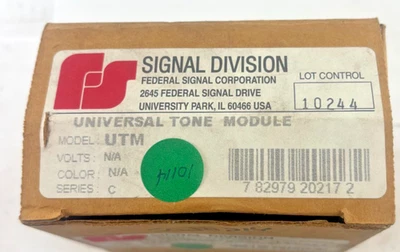 SIGNAL DIVISION
FEDERAL SIGNAL CORPORATION
2645 FEDERAL SIGNAL DRIVE
UNIVERSITY PARK, IL 60466 USA
LOT CONTROL
10244
UNIVERSAL TONE MODULE
MODEL: UTM
VOLTS: N/A
COLOR: N/A
SERIES: C
7 82979 20217 2